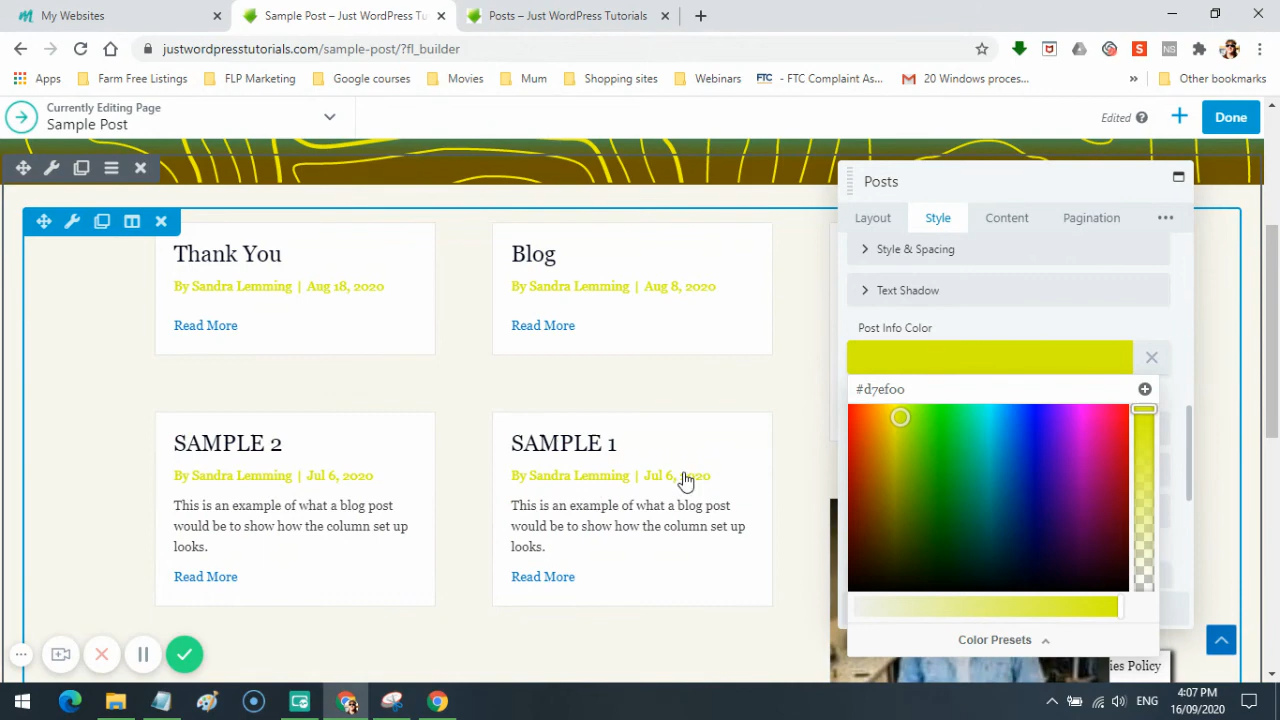 My Websites
Sample Post – Just WordPress Tu
Posts – Just WordPress Tutorials
justwordpresstutorials.com/sample-post/?fl_builder
Apps
Farm Free Listings
FLP Marketing
Google courses
Movies
Mum
Shopping sites
Webinars
FTC - FTC Complaint As...
20 Windows proces...
Other bookmarks
S
NS
Currently Editing Page
Sample Post
Edited
Done
Posts
Layout
Style
Content
Pagination
Style & Spacing
Text Shadow
Post Info Color
#d7ef00
Color Presets
Thank You
By Sandra Lemming | Aug 18, 2020
Read More
Blog
By Sandra Lemming | Aug 8, 2020
Read More
SAMPLE 2
By Sandra Lemming | Jul 6, 2020
This is an example of what a blog post
would be to show how the column set up
looks.
Read More
SAMPLE 1
By Sandra Lemming | Jul 6, 2020
This is an example of what a blog post
would be to show how the column set up
looks.
Read More
ies Policy
ENG
4:07 PM
16/09/2020